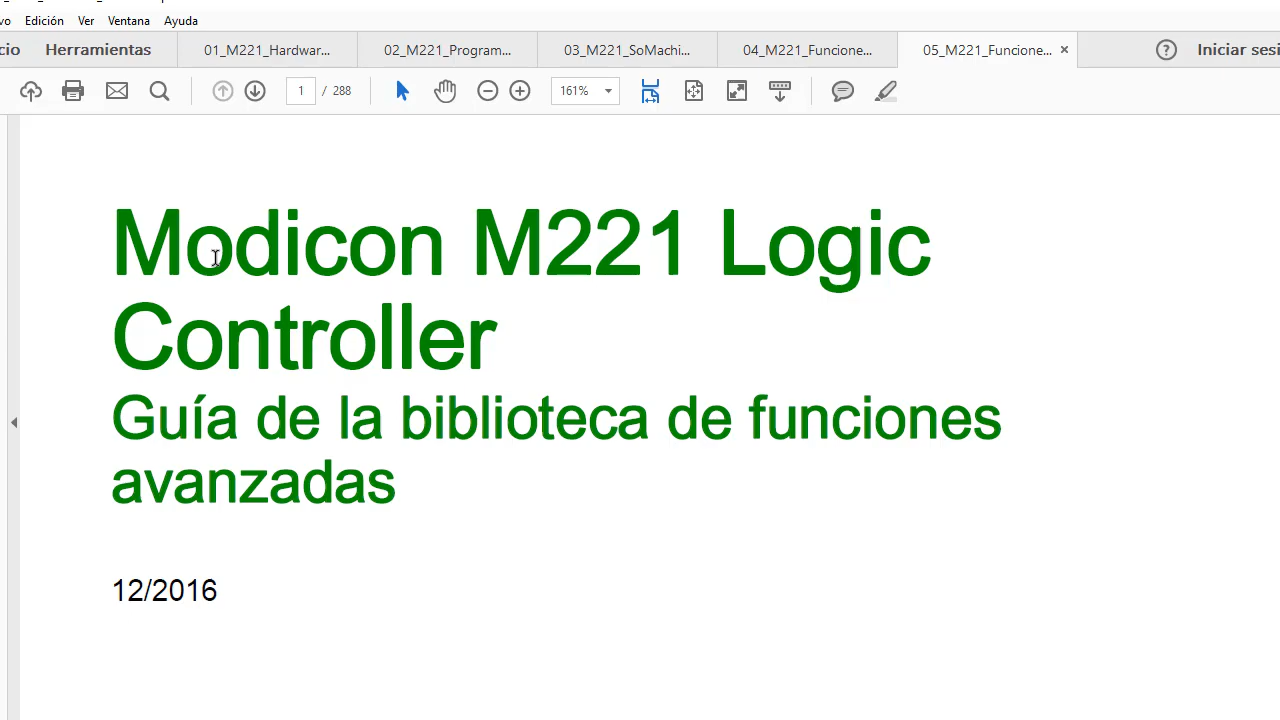 vo Edición Ver Ventana Ayuda
cio Herramientas 01_M221_Hardwar... 02_M221_Program... 03_M221_SoMachi... 04_M221_Funcione... 05_M221_Funcione... × ? Iniciar sesi
1 / 288 161%
Modicon M221 Logic
Controller
Guía de la biblioteca de funciones
avanzadas
12/2016